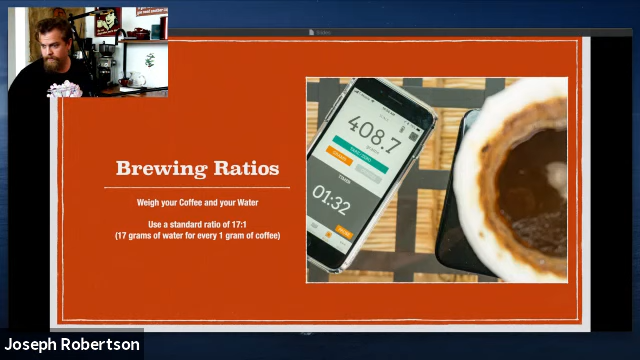 Brewing Ratios
Weigh your Coffee and your Water
Use a standard ratio of 17:1
(17 grams of water for every 1 gram of coffee)
408.7
01:32
Joseph Robertson